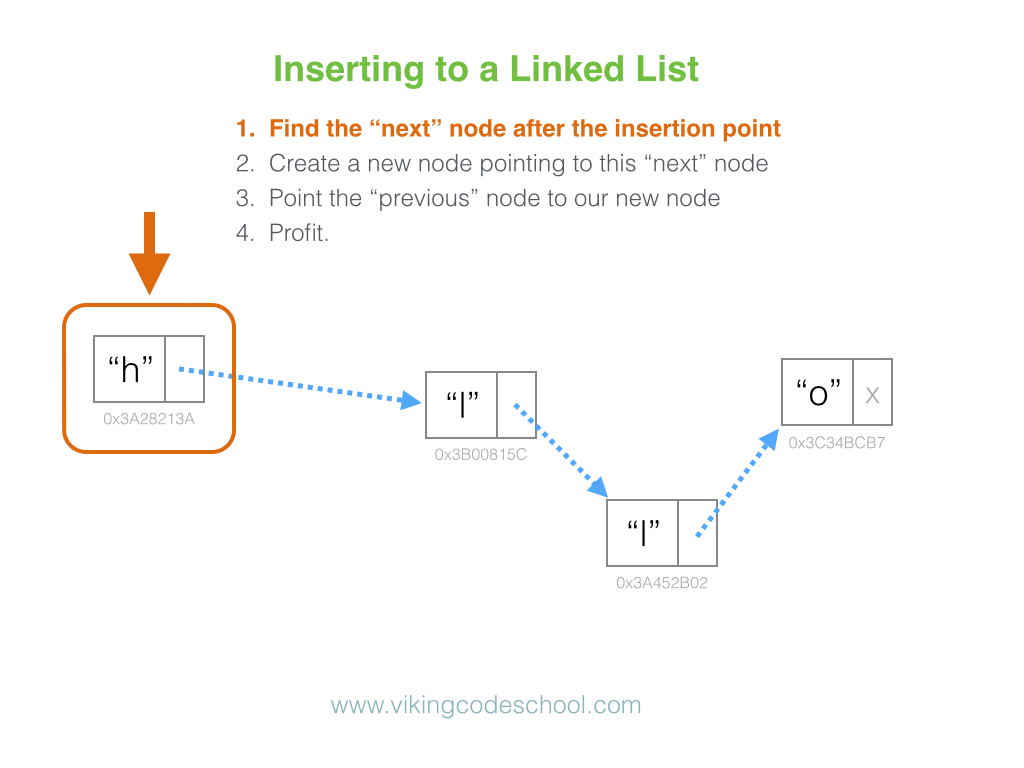 Inserting to a Linked List
1. Find the “next” node after the insertion point
2. Create a new node pointing to this “next” node
3. Point the “previous” node to our new node
4. Profit.
“h”
0x3A28213A
“l”
0x3B00815C
“o” X
0x3C34BCB7
“l”
0x3A452B02
www.vikingcodeschool.com